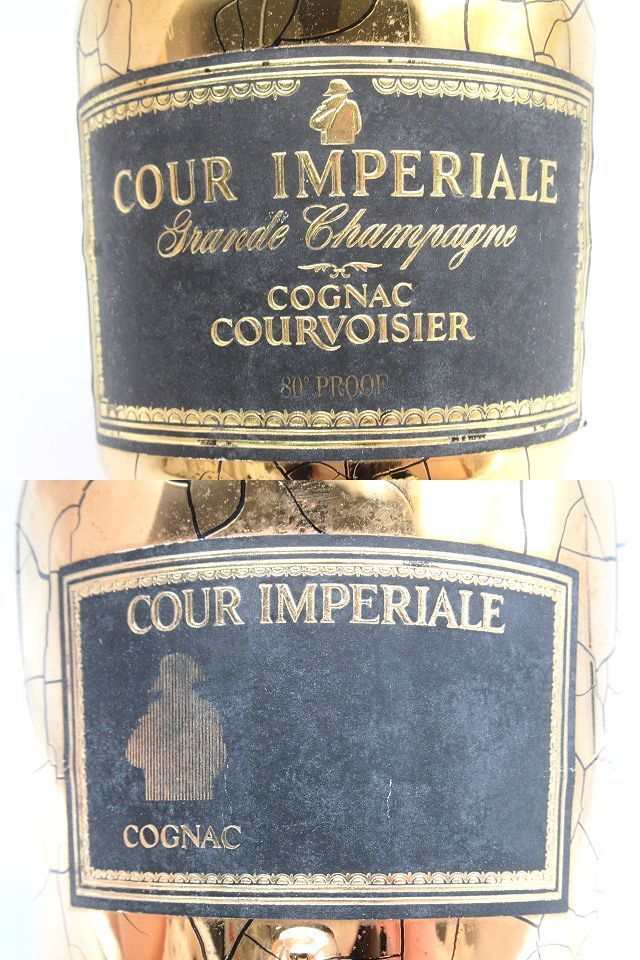 COUR IMPERIALE
Grande Champagne
COGNAC
COURVOISIER
80° PROOF
COUR IMPERIALE
COGNAC